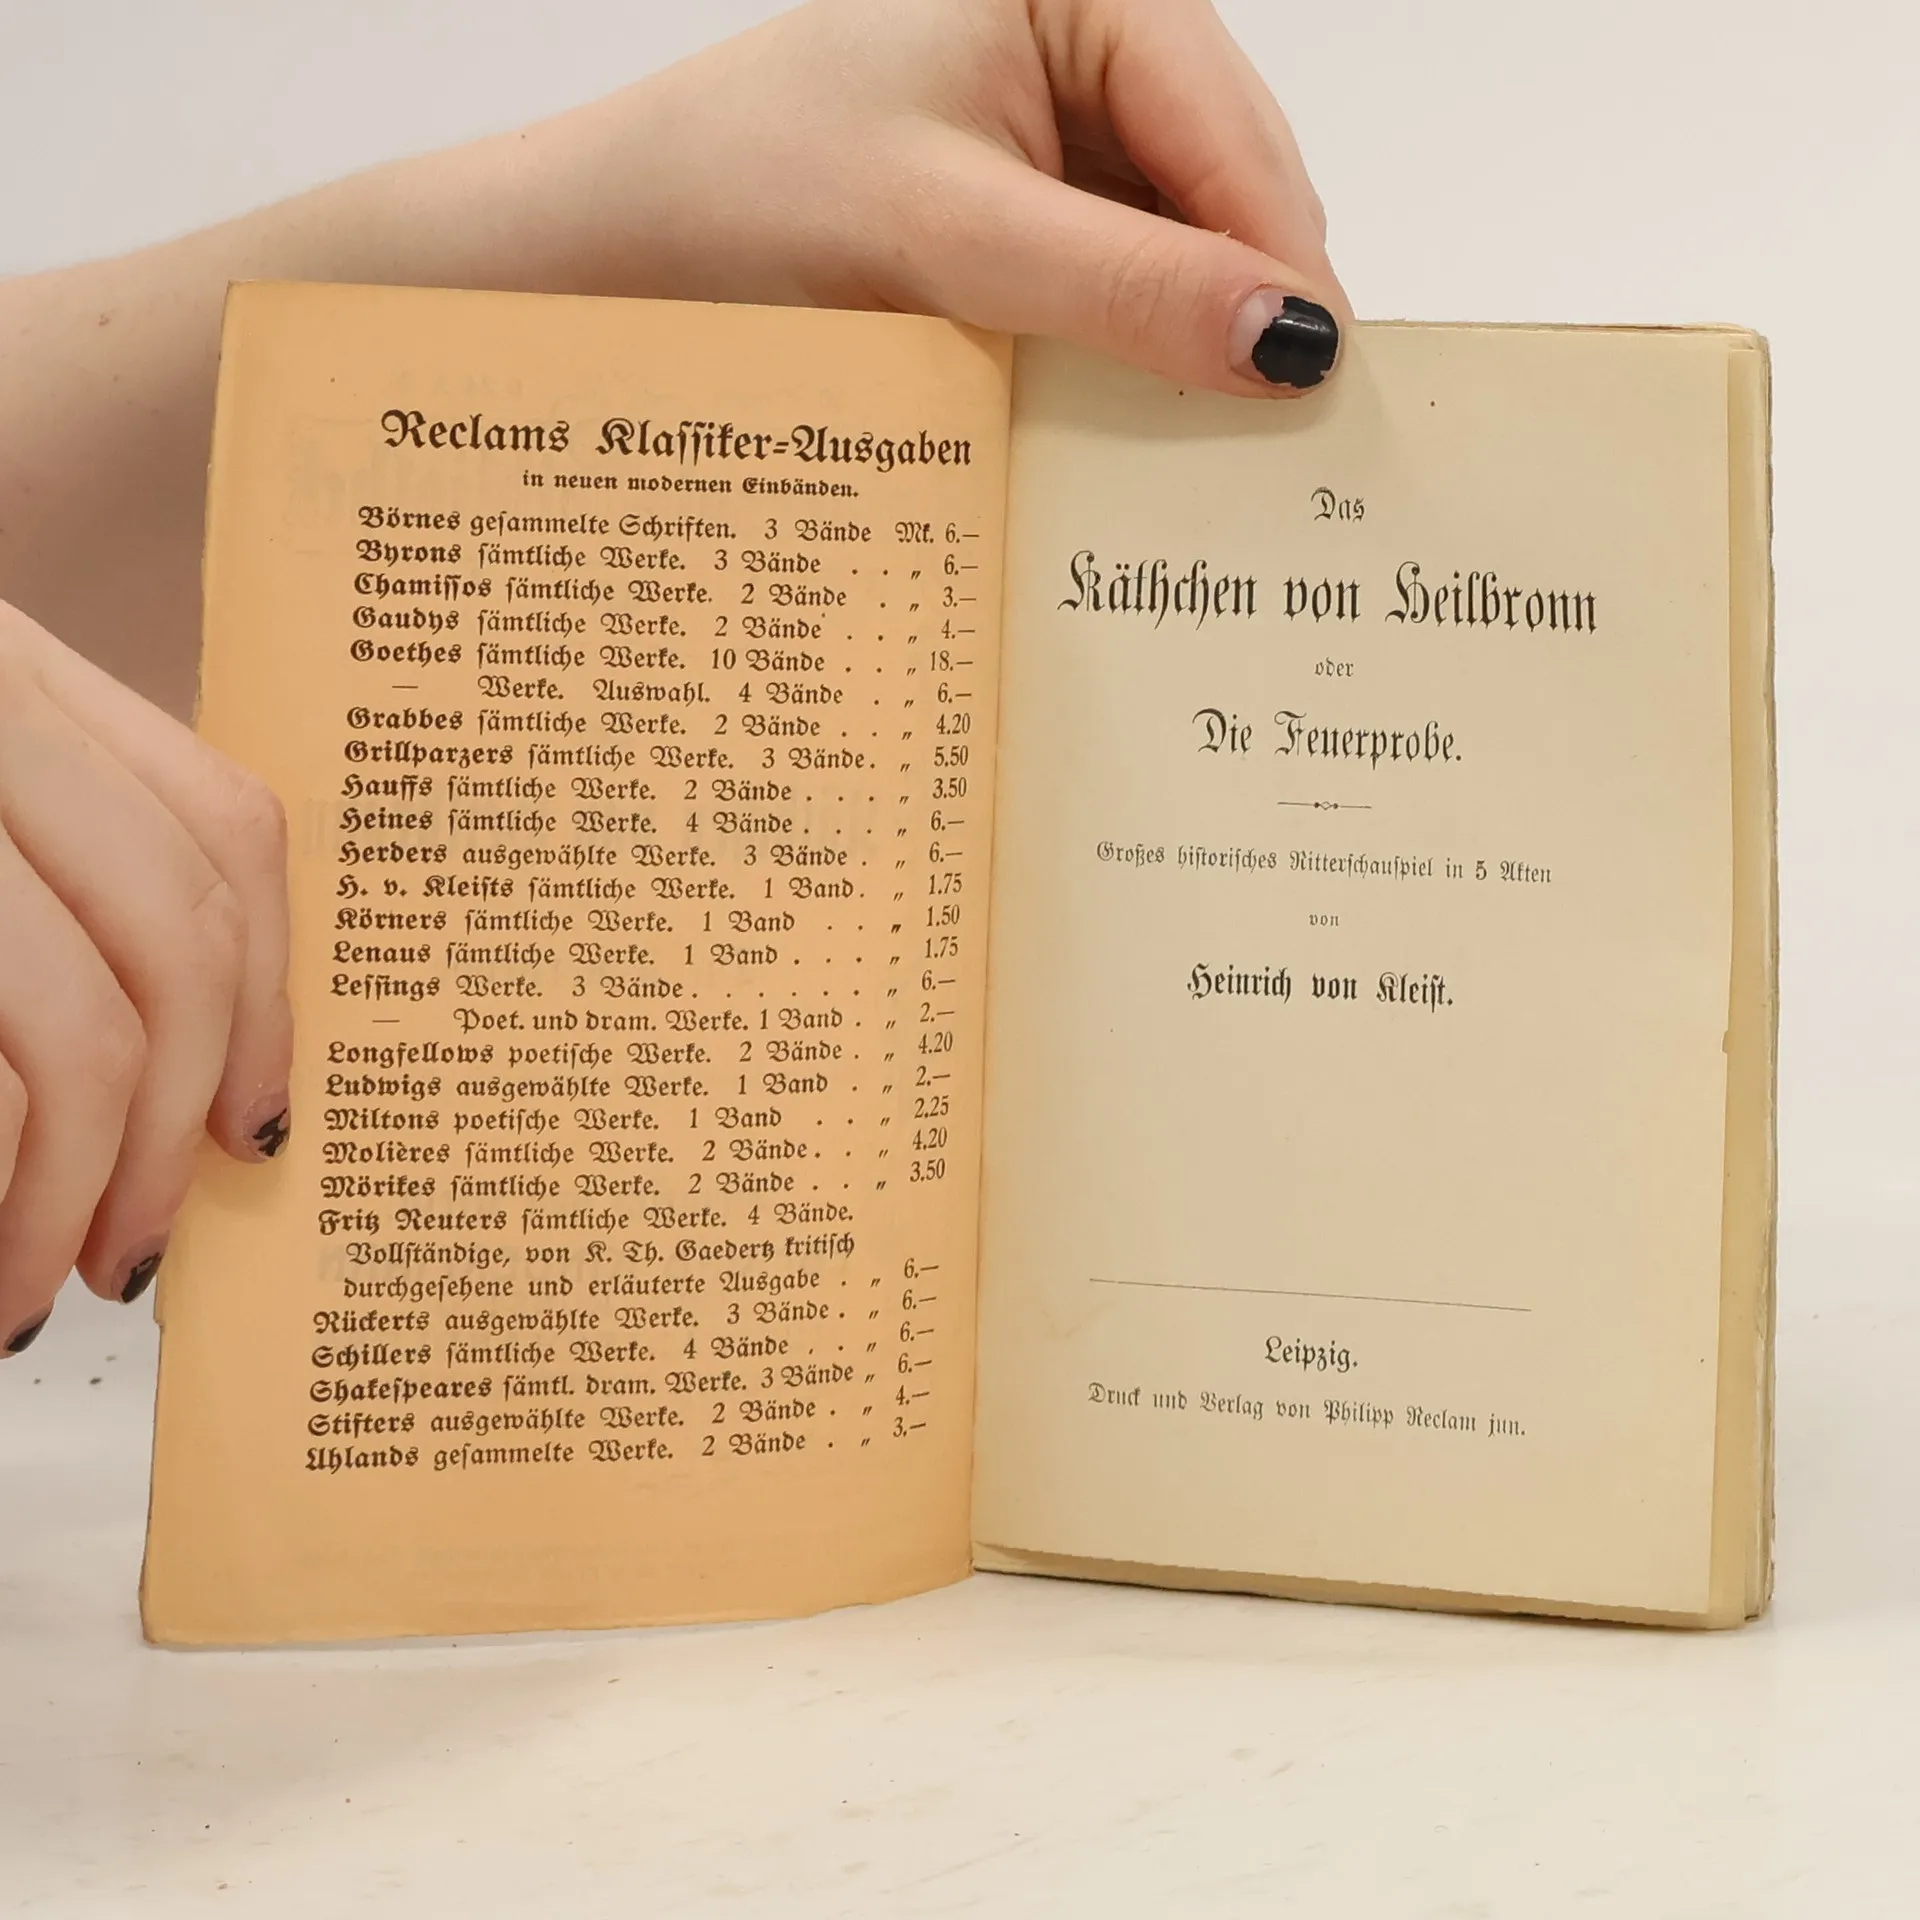 Reclams Klaſſiker-Ausgaben
in neuen modernen Einbänden.
Börnes geſammelte Schriften. 3 Bände Mk. 6.—
Byrons ſämtliche Werke. 3 Bände . . „ 6.—
Chamiſſos ſämtliche Werke. 2 Bände . „ 3.—
Gaudys ſämtliche Werke. 2 Bände . . „ 4.—
Goethes ſämtliche Werke. 10 Bände . . „ 18.—
— Werke. Auswahl. 4 Bände . „ 6.—
Grabbes ſämtliche Werke. 2 Bände . . „ 4.20
Grillparzers ſämtliche Werke. 3 Bände. „ 5.50
Hauffs ſämtliche Werke. 2 Bände . . . „ 3.50
Heines ſämtliche Werke. 4 Bände . . . „ 6.—
Herders ausgewählte Werke. 3 Bände . „ 6.—
H. v. Kleiſts ſämtliche Werke. 1 Band. „ 1.75
Körners ſämtliche Werke. 1 Band . . „ 1.50
Lenaus ſämtliche Werke. 1 Band . . . „ 1.75
Leſſings Werke. 3 Bände . . . . . . „ 6.—
— Poet. und dram. Werke. 1 Band . „ 2.—
Longfellows poetiſche Werke. 2 Bände . „ 4.20
Ludwigs ausgewählte Werke. 1 Band . „ 2.—
Miltons poetiſche Werke. 1 Band . . „ 2.25
Molières ſämtliche Werke. 2 Bände . . „ 4.20
Mörikes ſämtliche Werke. 2 Bände . . „ 3.50
Fritz Reuters ſämtliche Werke. 4 Bände.
Vollſtändige, von K. Th. Gaedertz kritiſch
durchgeſehene und erläuterte Ausgabe . „ 6.—
Rückerts ausgewählte Werke. 3 Bände . „ 6.—
Schillers ſämtliche Werke. 4 Bände . . „ 6.—
Shakeſpeares ſämtl. dram. Werke. 3 Bände „ 6.—
Stifters ausgewählte Werke. 2 Bände . „ 4.—
Uhlands geſammelte Werke. 2 Bände . „ 3.—
Das
Käthchen von Heilbronn
oder
Die Feuerprobe.
Großes hiſtoriſches Ritterſchauſpiel in 5 Akten
von
Heinrich von Kleiſt.
Leipzig.
Druck und Verlag von Philipp Reclam jun.